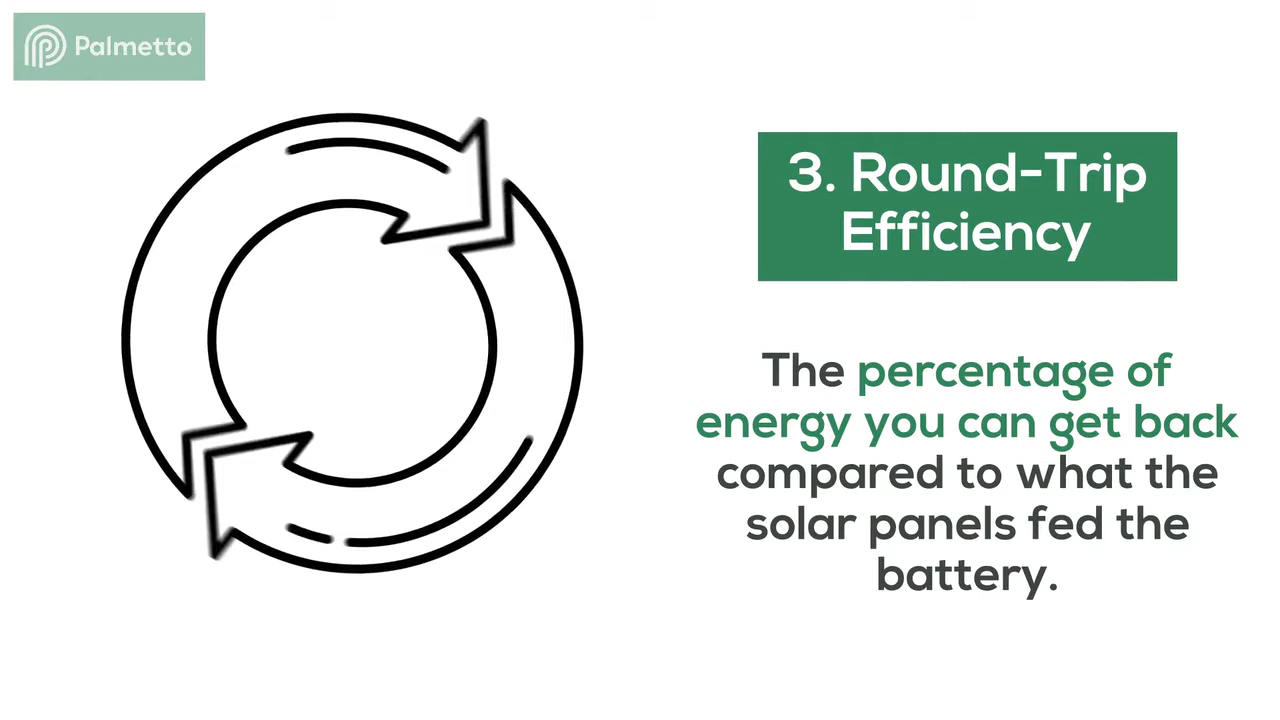 Palmetto
3. Round-Trip
Efficiency
The percentage of
energy you can get back
compared to what the
solar panels fed the
battery.